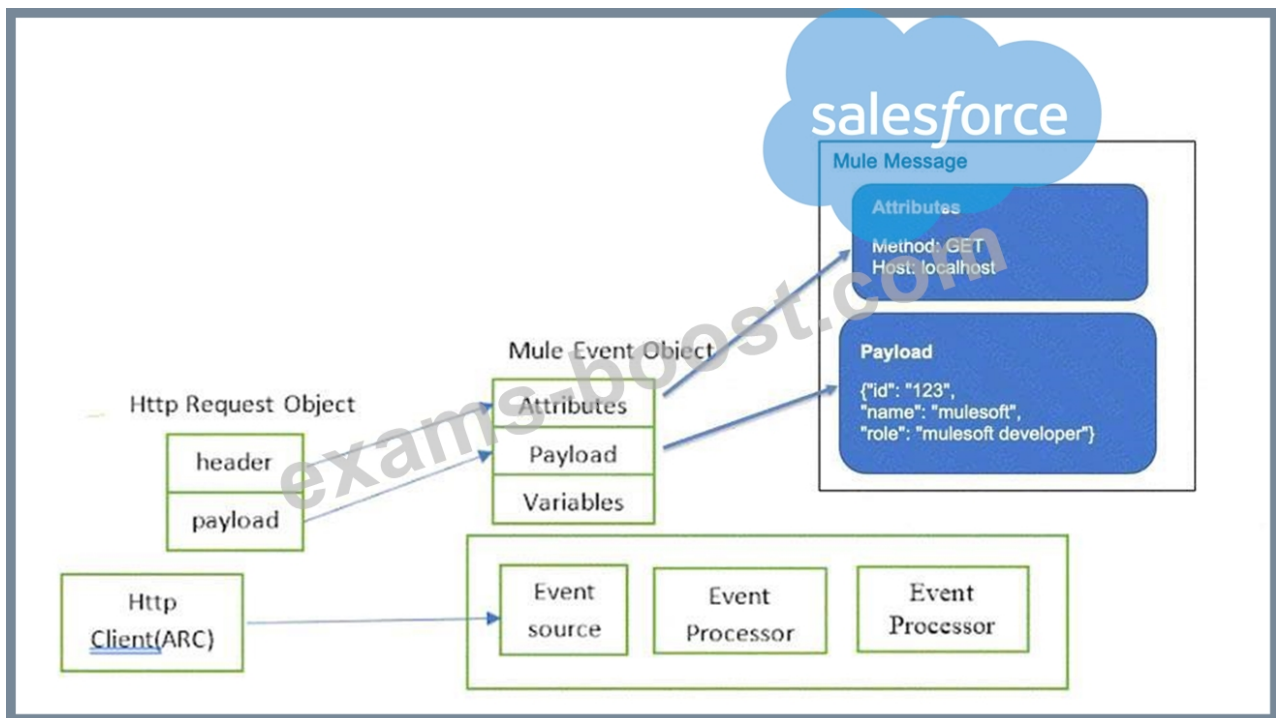 salesforce
Mule Message
Attributes
Method: GET
Host: localhost
Payload
{"id": "123",
"name": "mulesoft",
"role": "mulesoft developer"}
Mule Event Object
Attributes
Payload
Variables
Http Request Object
header
payload
Http
Client(ARC)
Event
source
Event
Processor
Event
Processor
exams-boost.com